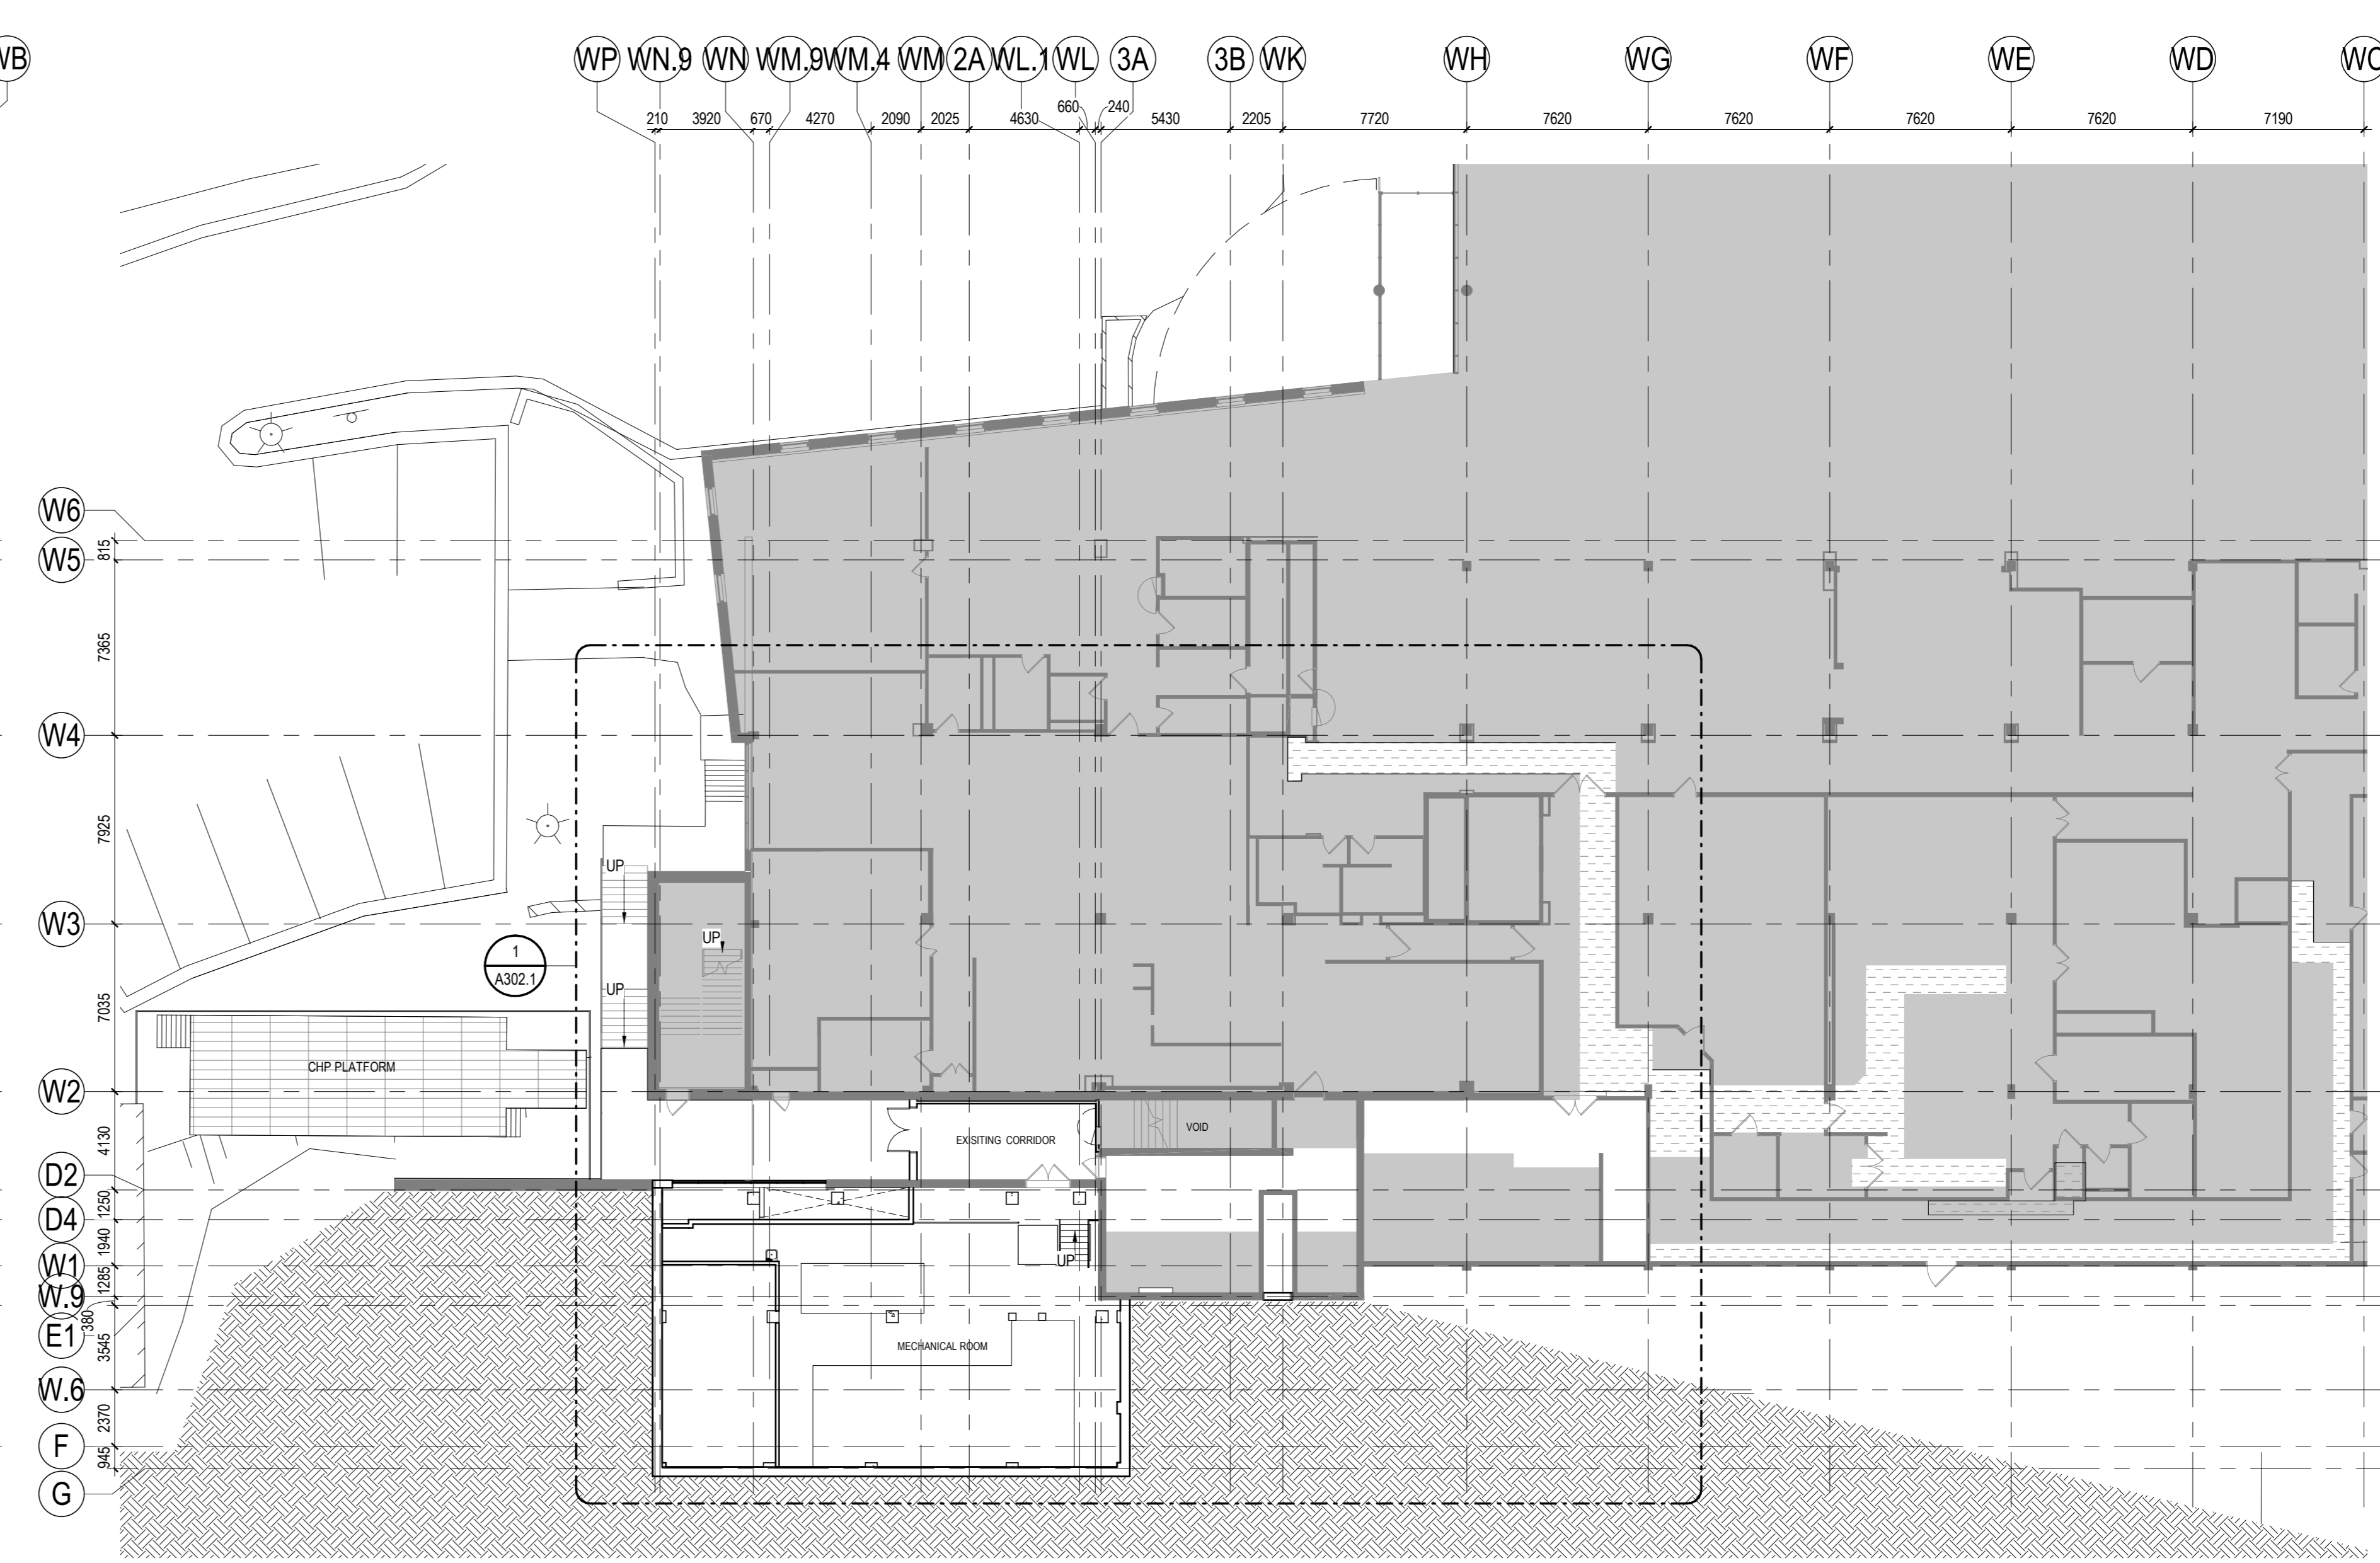 WB
WP WN.9 WN WM.9 WM.4 WM 2A WL.1 WL 3A 3B WK WH WG WF WE WD WC
210 3920 670 4270 2090 2025 4630 660 240 5430 2205 7720 7620 7620 7620 7620 7190
W6
815
W5
7365
W4
7925
UP
W3
UP
1
A302.1
UP
7035
CHP PLATFORM
W2
4130
EXISITING CORRIDOR
VOID
D2
1250
D4
1940
UP
W1
1285
W.9
380
E1
3545
MECHANICAL ROOM
W.6
2370
F
945
G